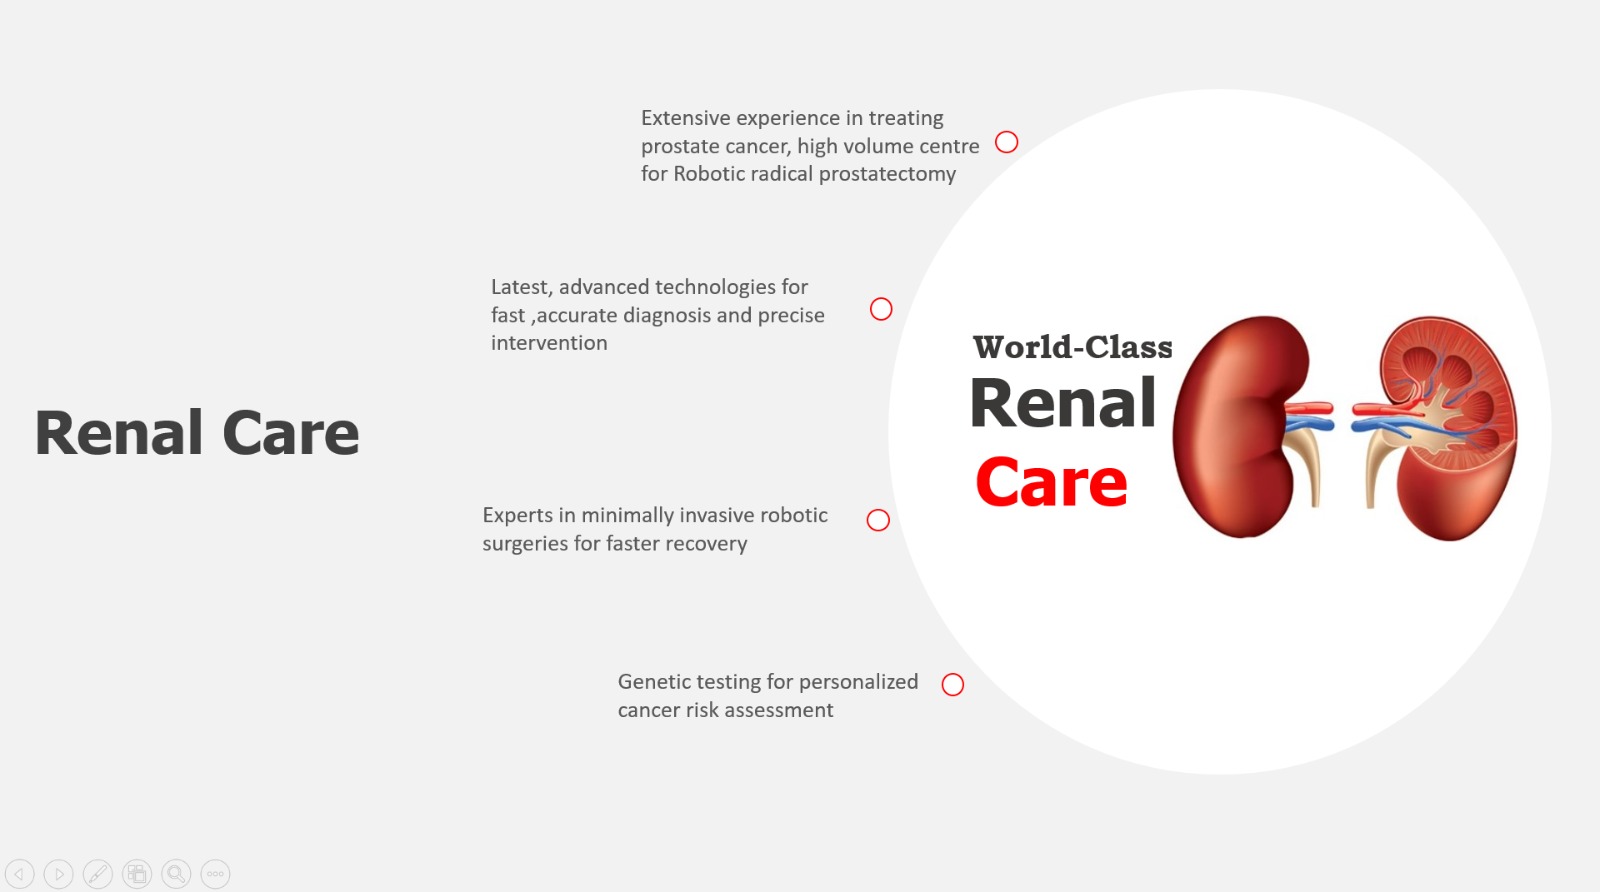 Extensive experience in treating
prostate cancer, high volume centre
for Robotic radical prostatectomy
Latest, advanced technologies for
fast ,accurate diagnosis and precise
intervention
Renal Care
Experts in minimally invasive robotic
surgeries for faster recovery
Genetic testing for personalized
cancer risk assessment
World-Class
Renal
Care